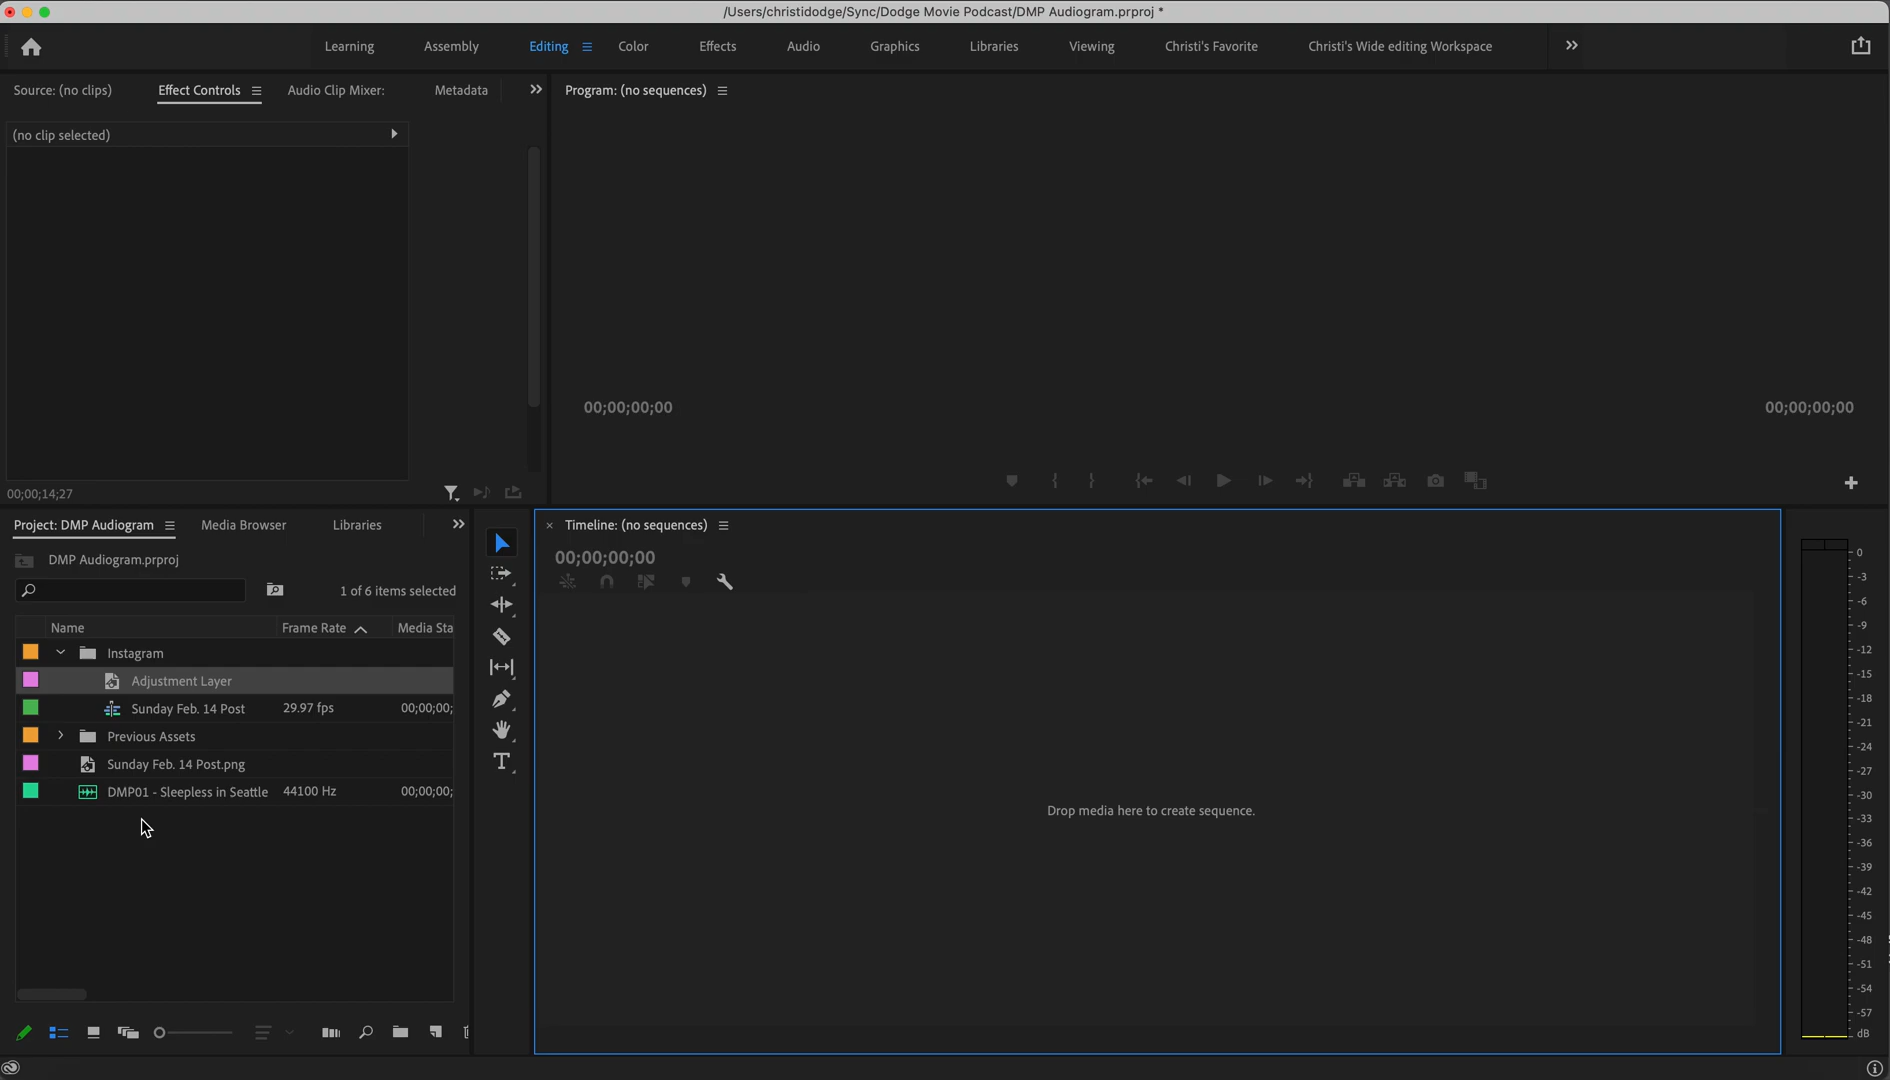 /Users/christidodge/Sync/Dodge Movie Podcast/DMP Audiogram.prproj *
Learning Assembly Editing Color Effects Audio Graphics Libraries Viewing Christi's Favorite Christi's Wide editing Workspace
Source: (no clips) Effect Controls Audio Clip Mixer: Metadata
Program: (no sequences)
(no clip selected)
00;00;00;00 00;00;00;00
00;00;14;27
Project: DMP Audiogram Media Browser Libraries
Timeline: (no sequences)
DMP Audiogram.prproj
00;00;00;00
1 of 6 items selected
Name Frame Rate Media Sta
Instagram
Adjustment Layer
Sunday Feb. 14 Post 29.97 fps 00;00;00;
Previous Assets
Sunday Feb. 14 Post.png
DMP01 - Sleepless in Seattle 44100 Hz 00;00;00;
Drop media here to create sequence.
0
-3
-6
-9
-12
-15
-18
-21
-24
-27
-30
-33
-36
-39
-42
-45
-48
-51
-54
-57
dB